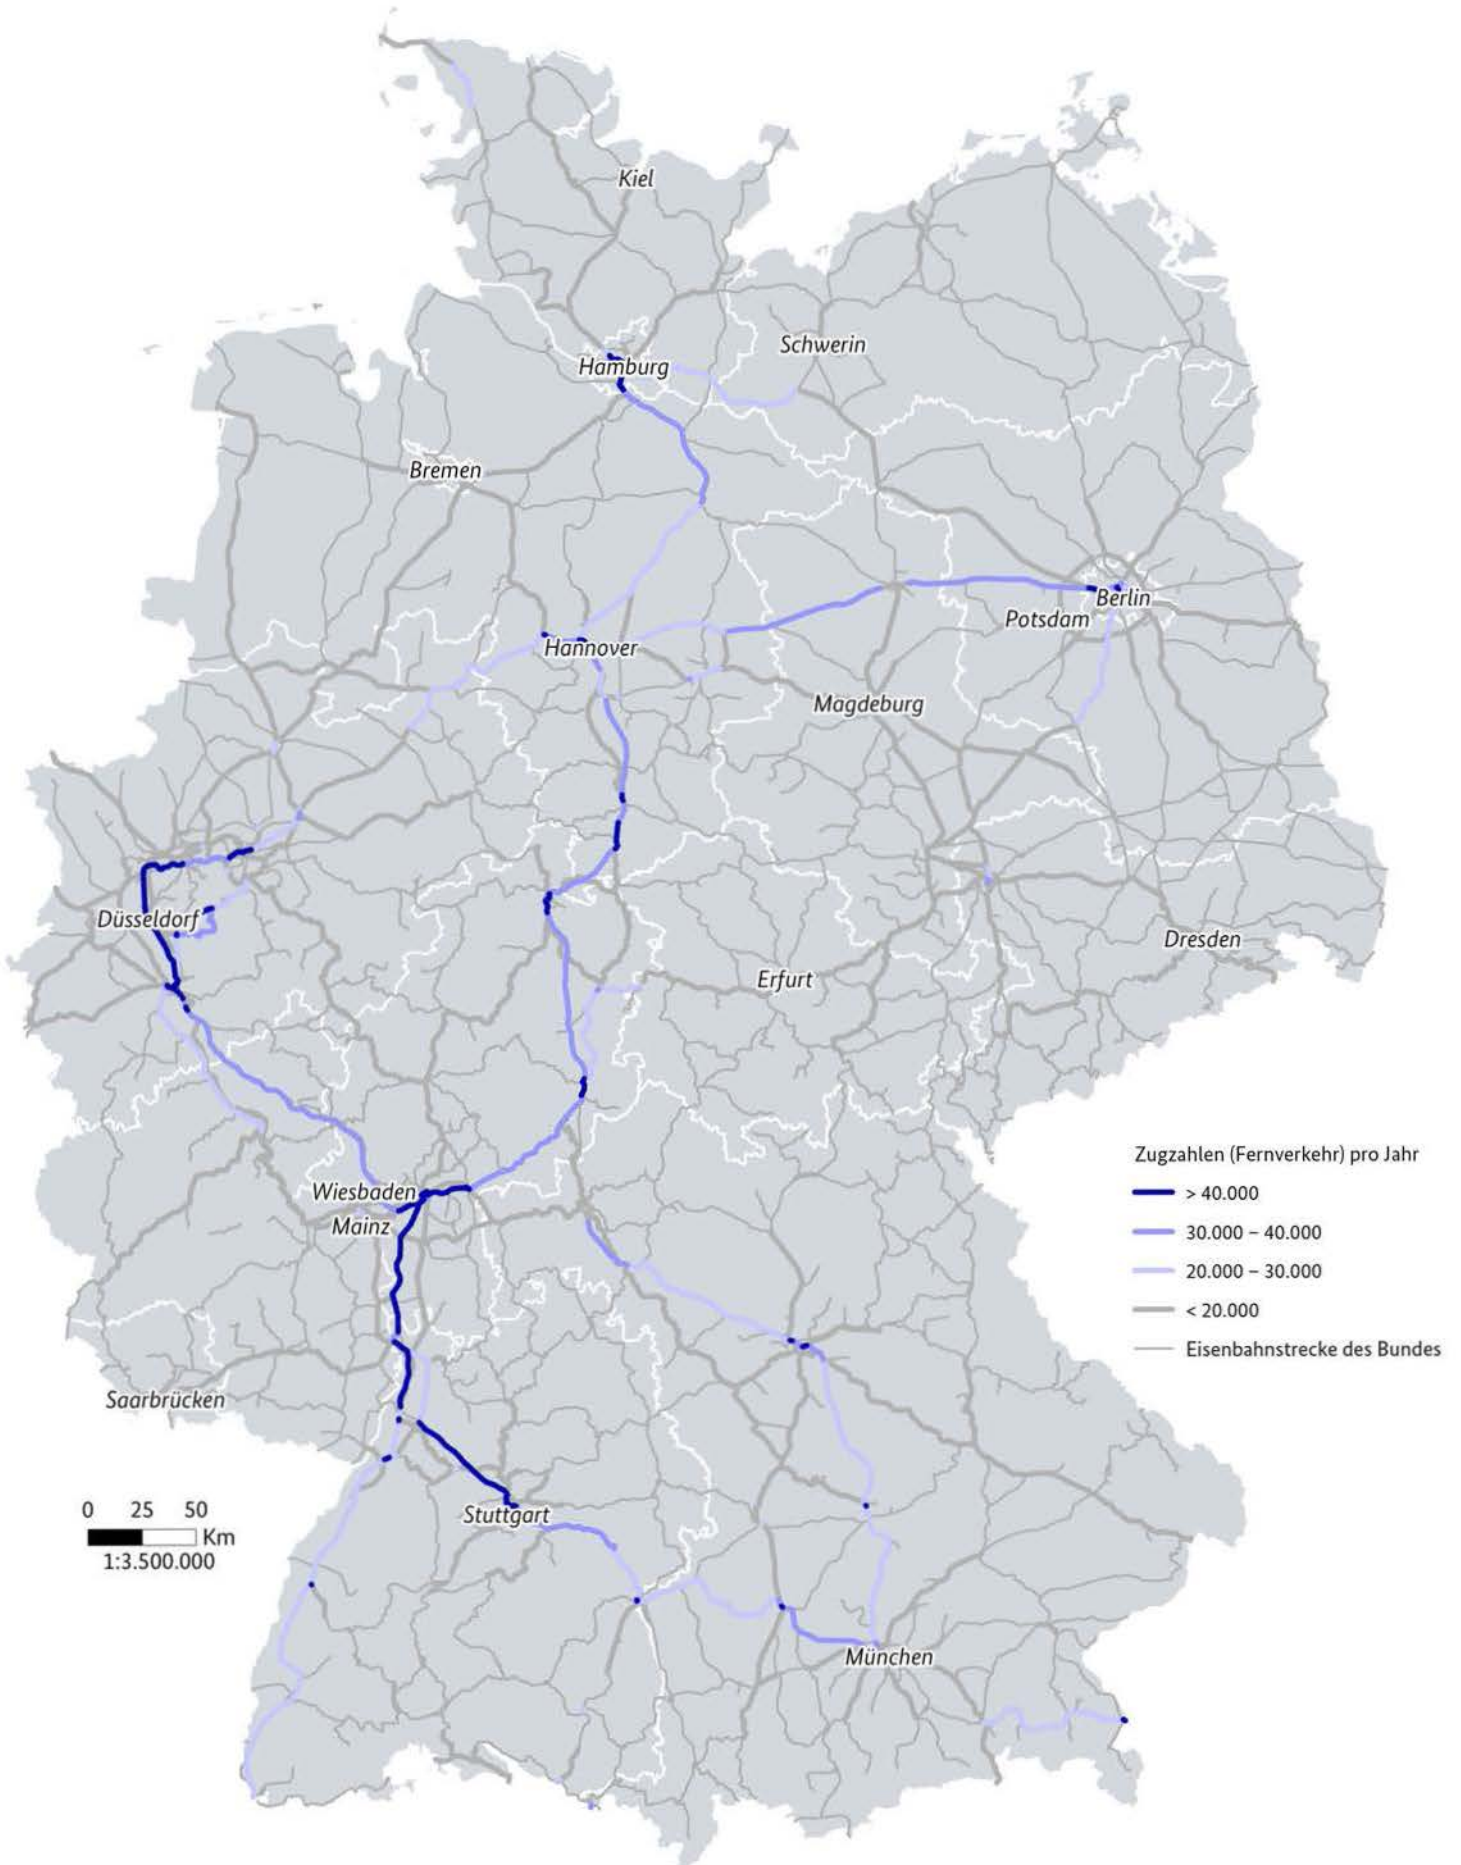 Kiel
Schwerin
Hamburg
Bremen
Berlin
Potsdam
Hannover
Magdeburg
Düsseldorf
Dresden
Erfurt
Zugzahlen (Fernverkehr) pro Jahr
> 40.000
30.000 – 40.000
20.000 – 30.000
< 20.000
Eisenbahnstrecke des Bundes
Wiesbaden
Mainz
Saarbrücken
Stuttgart
0 25 50
Km
1:3.500.000
München